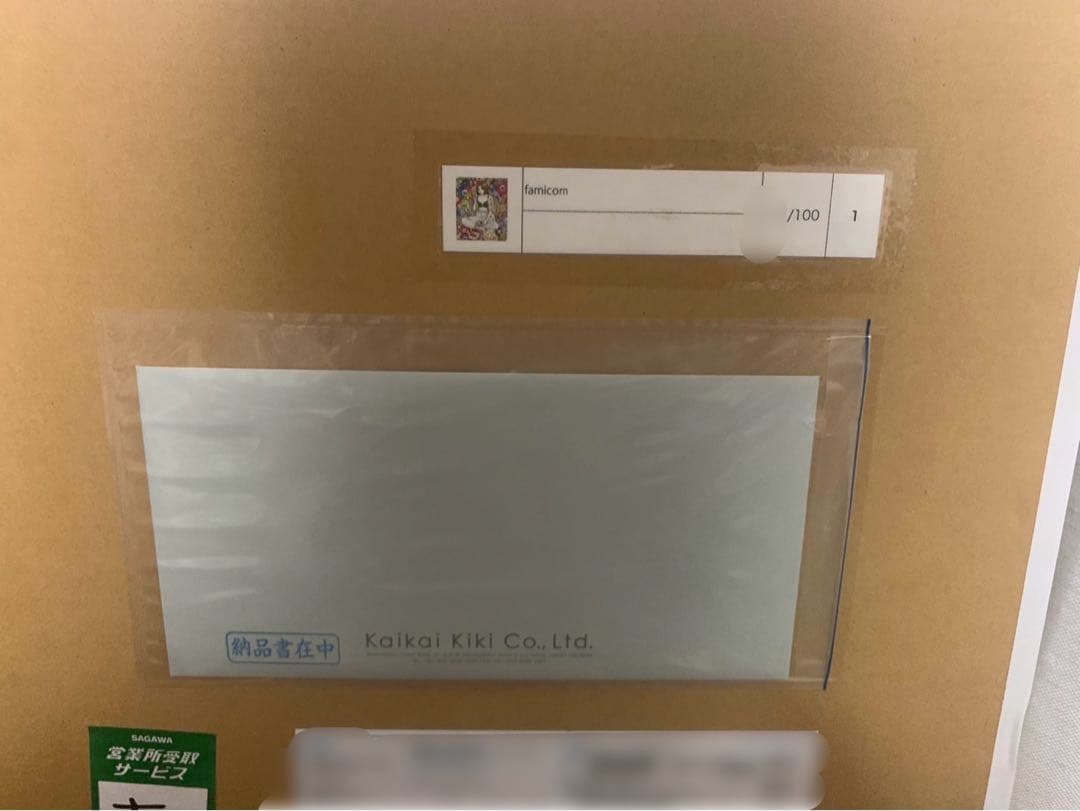 famicom
/100
1
納品書在中
Kaikai Kiki Co., Ltd.
SAGAWA
営業所受取
サービス